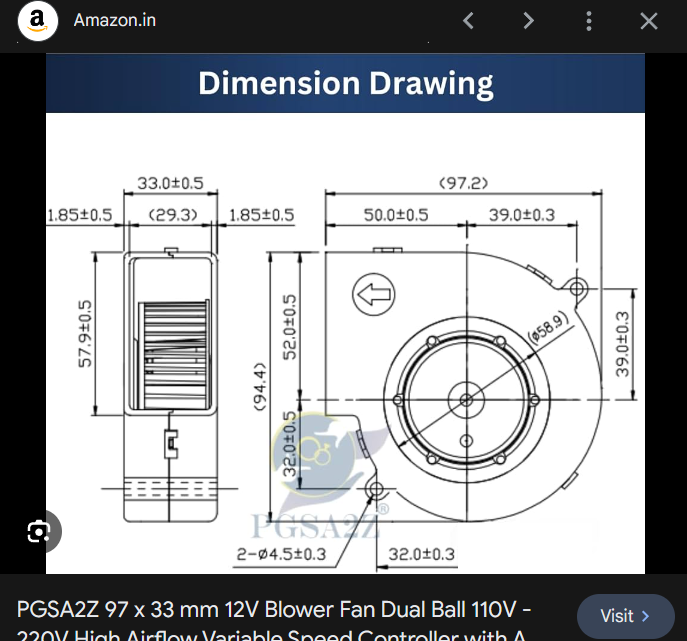 a
Amazon.in
Dimension Drawing
33.0±0.5
(97.2)
1.85±0.5
(29.3)
1.85±0.5
50.0±0.5
39.0±0.3
57.9±0.5
(94.4)
52.0±0.5
32.0±0.5
(ø58.9)
39.0±0.3
PGSA2Z®
2-ø4.5±0.3
32.0±0.3
PGSA2Z 97 x 33 mm 12V Blower Fan Dual Ball 110V -
220V High Airflow Variable Speed Controller with A
Visit